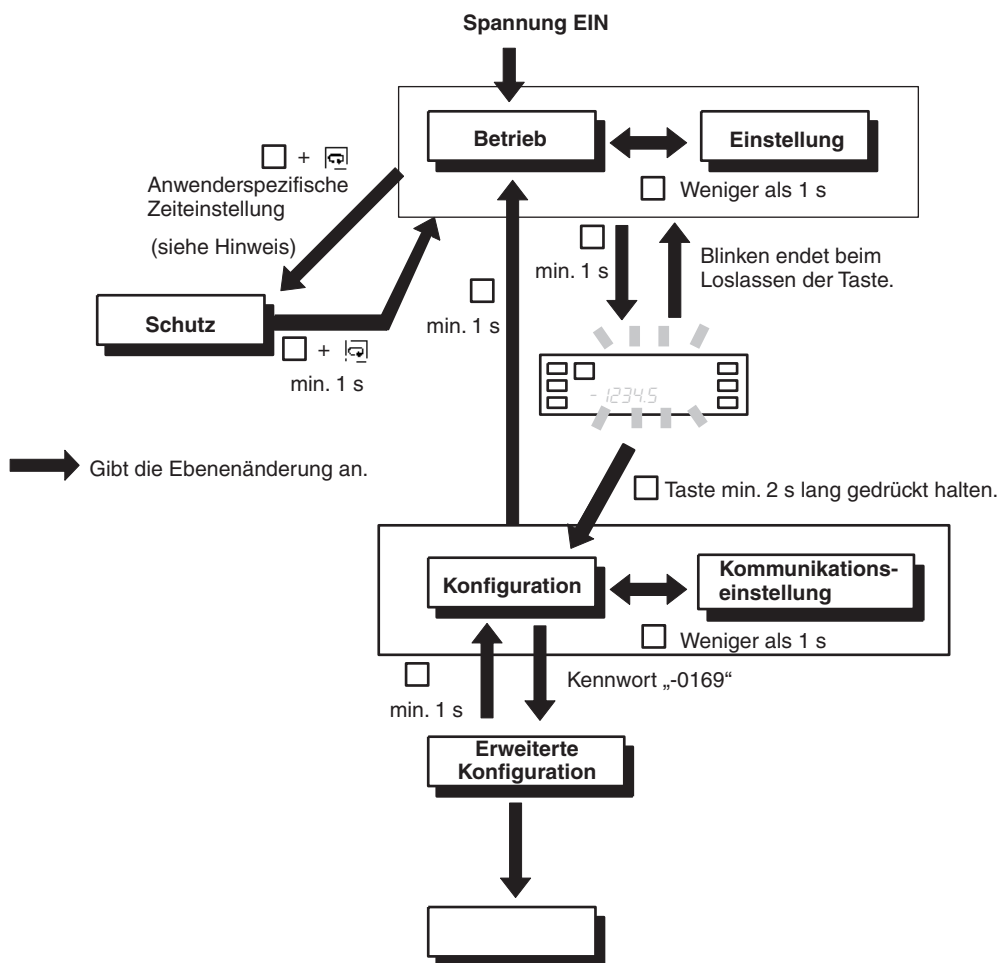 Spannung EIN
Betrieb
Einstellung
+
Anwenderspezifische
Zeiteinstellung
(siehe Hinweis)
Weniger als 1 s
min. 1 s
Blinken endet beim
Loslassen der Taste.
min. 1 s
Schutz
+
min. 1 s
- 1234.5
Gibt die Ebenenänderung an.
Taste min. 2 s lang gedrückt halten.
Konfiguration
Kommunikations-
einstellung
Weniger als 1 s
Kennwort „-0169“
min. 1 s
Erweiterte
Konfiguration